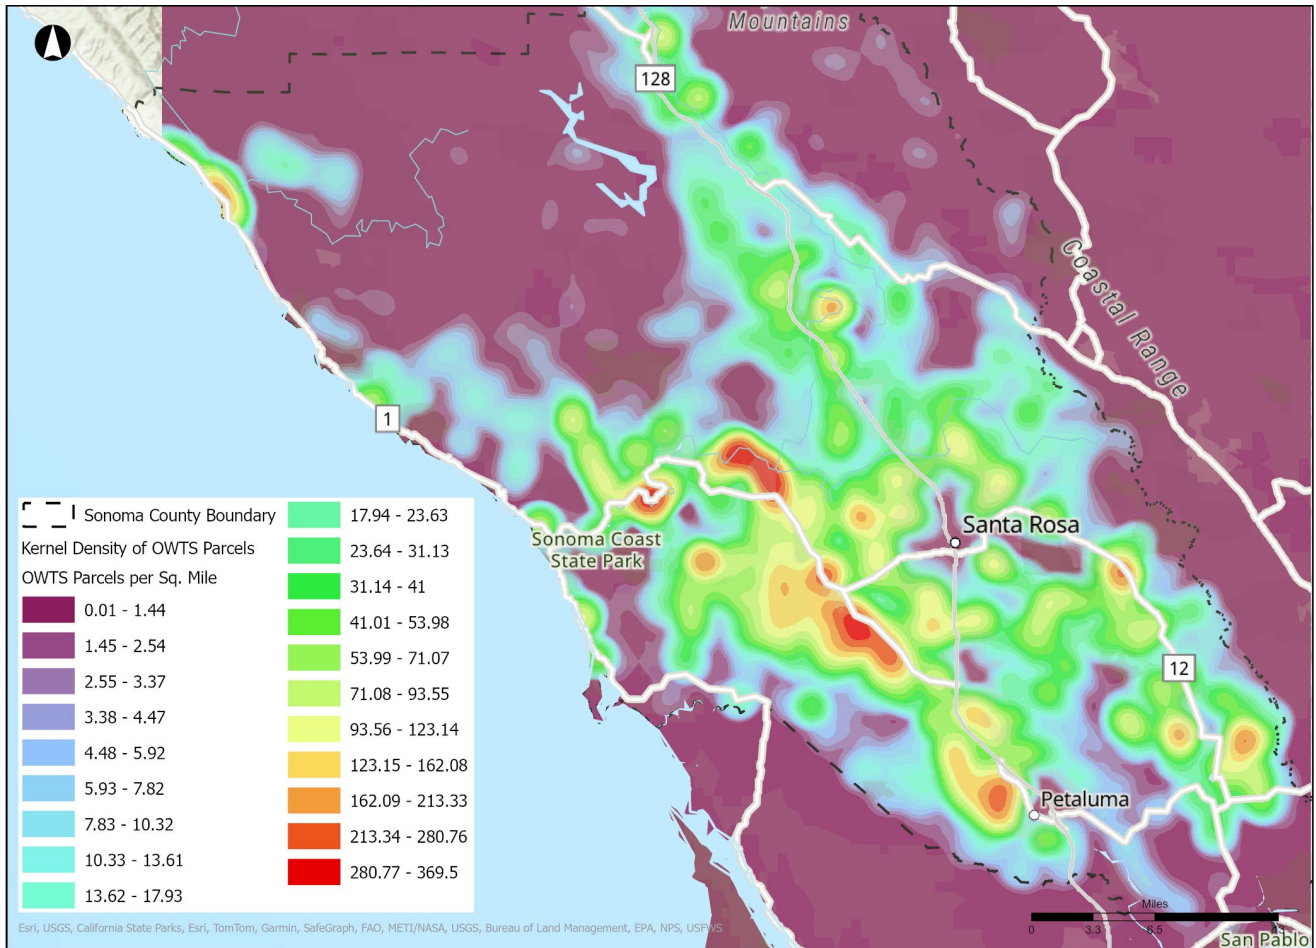 Mountains
128
Coastal Range
1
Santa Rosa
Sonoma Coast
State Park
12
Petaluma
Sonoma County Boundary
Kernel Density of OWTS Parcels
OWTS Parcels per Sq. Mile
0.01 - 1.44
1.45 - 2.54
2.55 - 3.37
3.38 - 4.47
4.48 - 5.92
5.93 - 7.82
7.83 - 10.32
10.33 - 13.61
13.62 - 17.93
17.94 - 23.63
23.64 - 31.13
31.14 - 41
41.01 - 53.98
53.99 - 71.07
71.08 - 93.55
93.56 - 123.14
123.15 - 162.08
162.09 - 213.33
213.34 - 280.76
280.77 - 369.5
Miles
0 3.3 6.5
San Pablo
Esri, USGS, California State Parks, Esri, TomTom, Garmin, SafeGraph, FAO, METI/NASA, USGS, Bureau of Land Management, EPA, NPS, USFWS